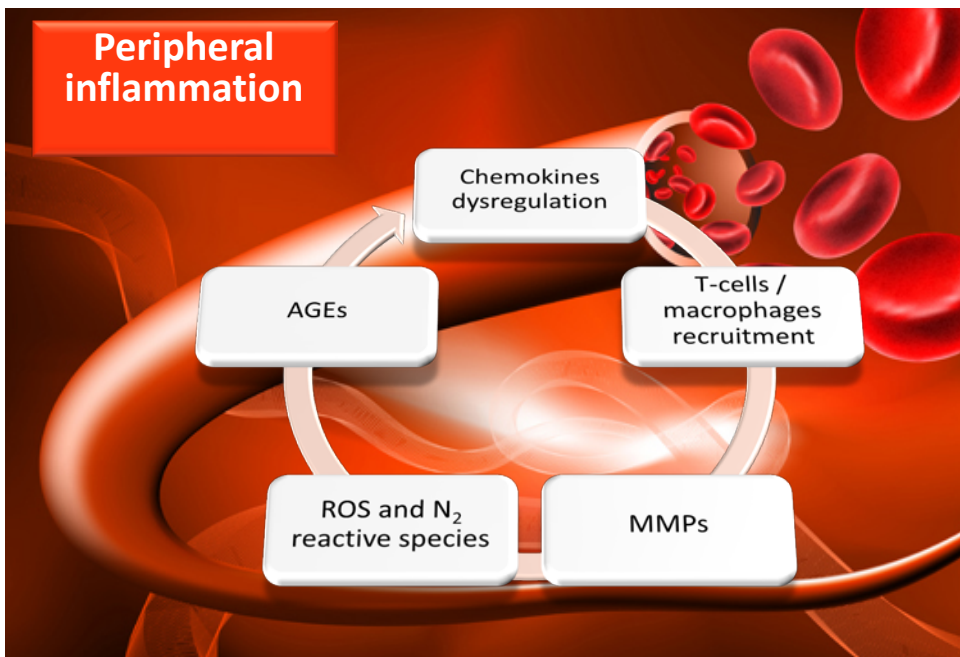 Peripheral
inflammation
Chemokines
dysregulation
T-cells /
macrophages
recruitment
MMPs
ROS and N₂
reactive species
AGEs